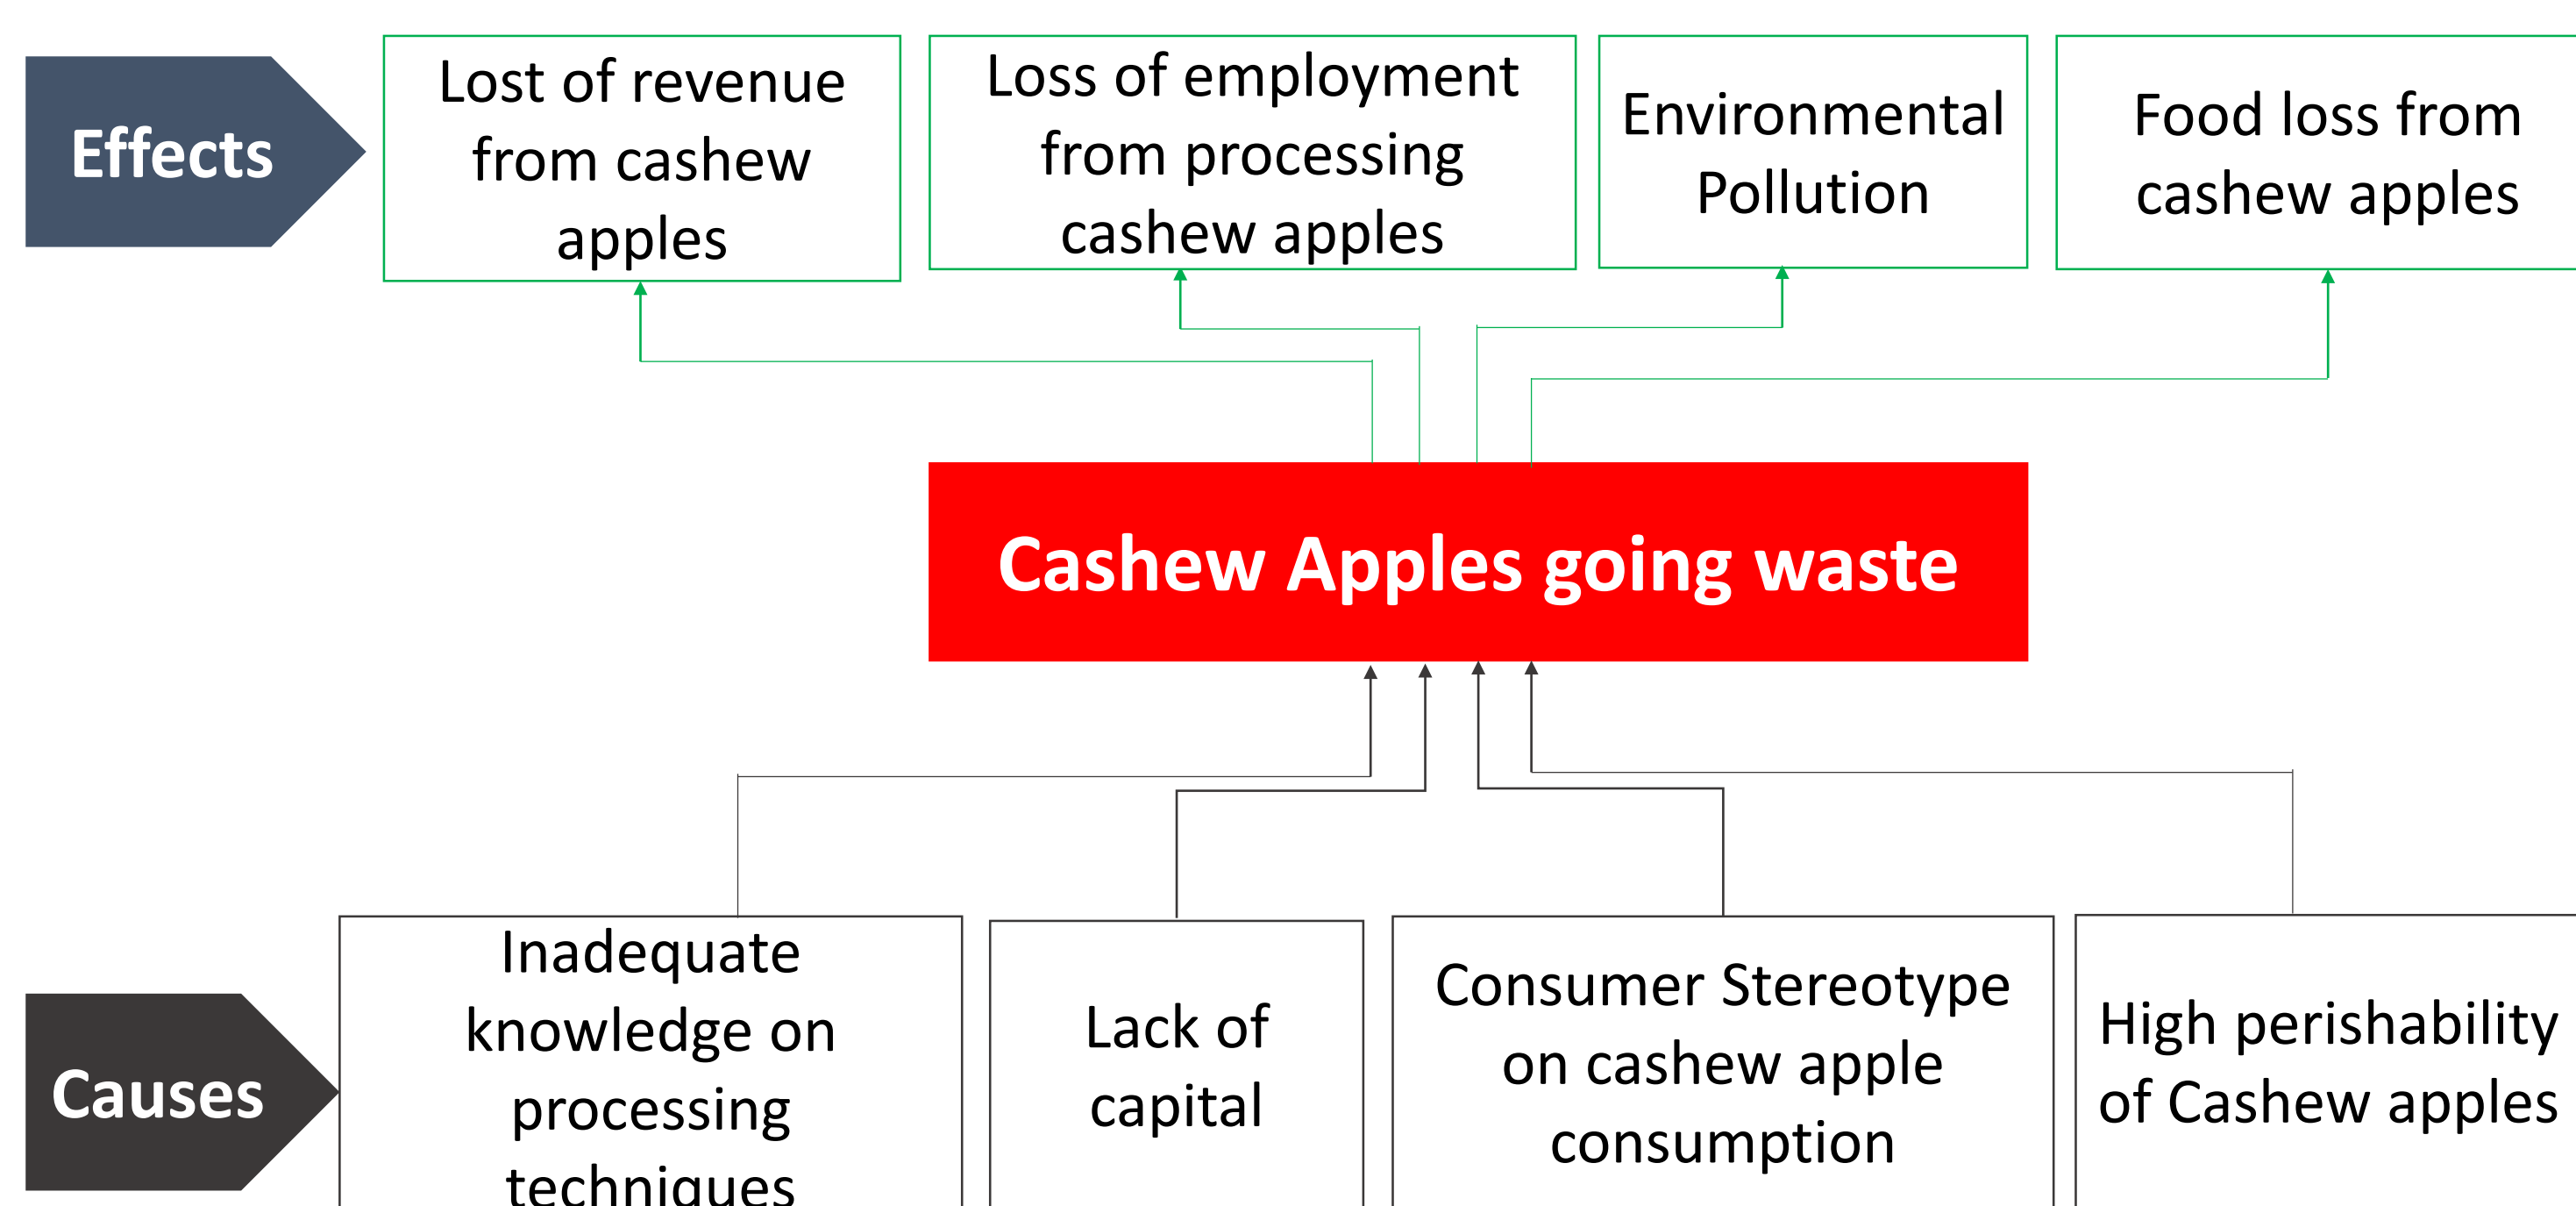 Effects
Lost of revenue
from cashew
apples
Loss of employment
from processing
cashew apples
Environmental
Pollution
Food loss from
cashew apples
Cashew Apples going waste
Causes
Inadequate
knowledge on
processing
techniques
Lack of
capital
Consumer Stereotype
on cashew apple
consumption
High perishability
of Cashew apples